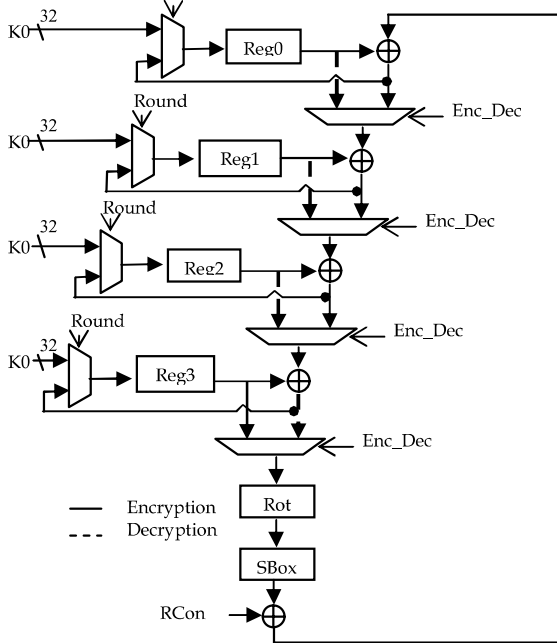 32
K0
Reg0
Enc_Dec
Round
32
K0
Reg1
Enc_Dec
Round
32
K0
Reg2
Enc_Dec
Round
32
K0
Reg3
Enc_Dec
Rot
Encryption
Decryption
SBox
RCon